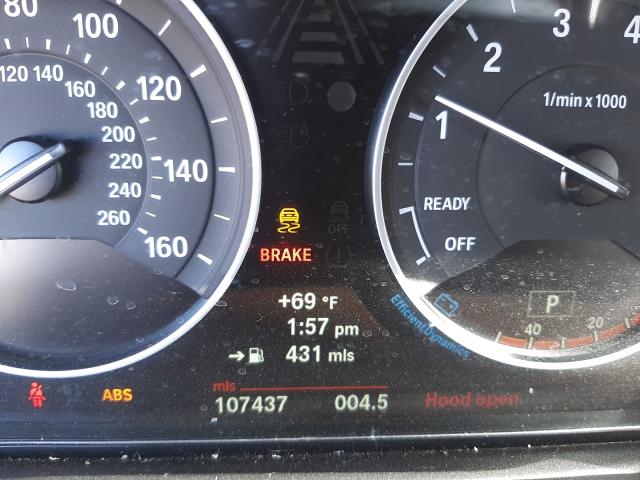 80
100
120
140
160
120 140
160
180
200
220
240
260
1
2
3
4
1/min x 1000
READY
OFF
OFF
BRAKE
+69 °F
1:57 pm
431 mls
P
EfficientDynamics
40
20
ABS
mls
107437 004.5
Hood open